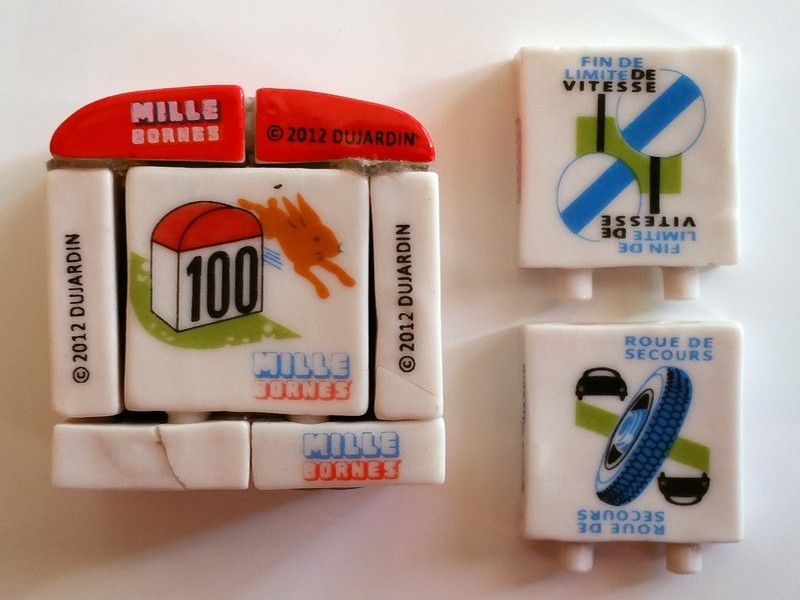 MILLE
BORNES
© 2012 DUJARDIN
© 2012 DUJARDIN
100
MILLE
BORNES
© 2012 DUJARDIN
MILLE
BORNES
FIN DE
LIMITE DE
VITESSE
FIN DE
LIMITE DE
VITESSE
ROUE DE
SECOURS
ROUE DE
SECOURS